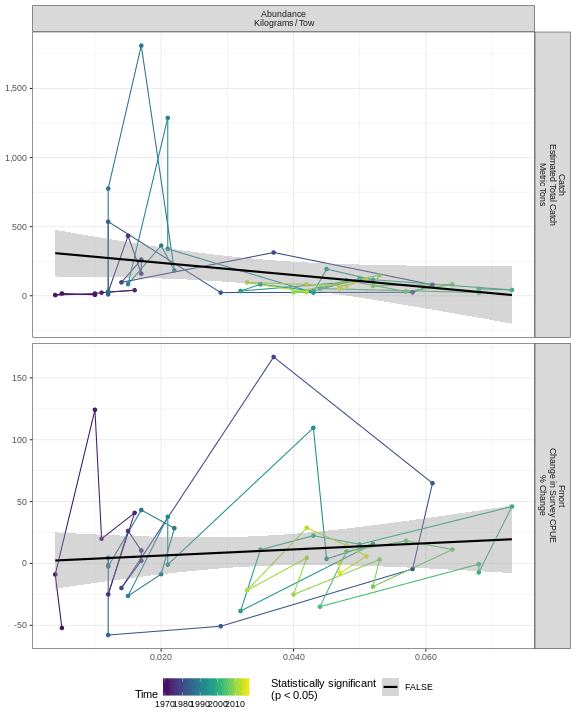 Abundance
Kilograms / Tow
1,500
1,000
500
0
Catch
Estimated Total Catch
Metric Tons
150
100
50
0
-50
Fmort
Change in Survey CPUE
% Change
0.020
0.040
0.060
Time
1970
1980
1990
2000
2010
Statistically significant
(p < 0.05)
FALSE